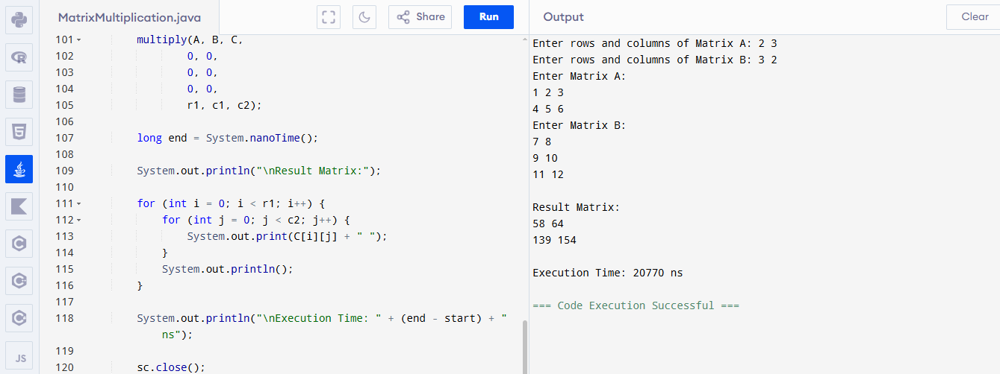 MatrixMultiplication.java
Share
Run
Output
Clear
101 multiply(A, B, C,
102 0, 0,
103 0, 0,
104 0, 0,
105 r1, c1, c2);
106
107 long end = System.nanoTime();
108
109 System.out.println("\nResult Matrix:");
110
111 for (int i = 0; i < r1; i++) {
112 for (int j = 0; j < c2; j++) {
113 System.out.print(C[i][j] + " ");
114 }
115 System.out.println();
116 }
117
118 System.out.println("\nExecution Time: " + (end - start) + "
ns");
119
120 sc.close();
Enter rows and columns of Matrix A: 2 3
Enter rows and columns of Matrix B: 3 2
Enter Matrix A:
1 2 3
4 5 6
Enter Matrix B:
7 8
9 10
11 12
Result Matrix:
58 64
139 154
Execution Time: 20770 ns
=== Code Execution Successful ===
R
5
C
C
C
JS